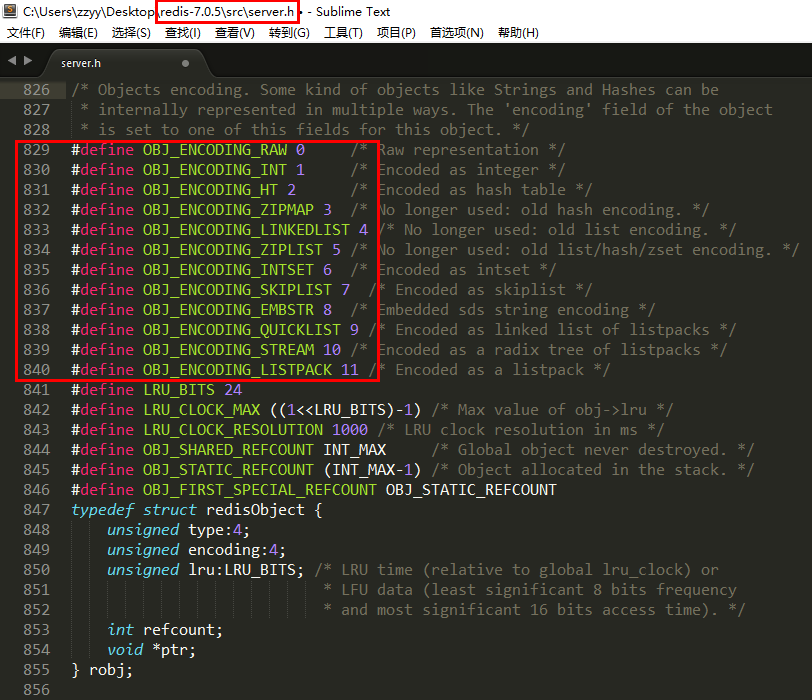 C:\Users\zzyy\Desktop\redis-7.0.5\src\server.h • - Sublime Text
文件(F) 编辑(E) 选择(S) 查找(I) 查看(V) 转到(G) 工具(T) 项目(P) 首选项(N) 帮助(H)
server.h
826 /* Objects encoding. Some kind of objects like Strings and Hashes can be
827 * internally represented in multiple ways. The 'encoding' field of the object
828 * is set to one of this fields for this object. */
829 #define OBJ_ENCODING_RAW 0 /* Raw representation */
830 #define OBJ_ENCODING_INT 1 /* Encoded as integer */
831 #define OBJ_ENCODING_HT 2 /* Encoded as hash table */
832 #define OBJ_ENCODING_ZIPMAP 3 /* No longer used: old hash encoding. */
833 #define OBJ_ENCODING_LINKEDLIST 4 /* No longer used: old list encoding. */
834 #define OBJ_ENCODING_ZIPLIST 5 /* No longer used: old list/hash/zset encoding. */
835 #define OBJ_ENCODING_INTSET 6 /* Encoded as intset */
836 #define OBJ_ENCODING_SKIPLIST 7 /* Encoded as skiplist */
837 #define OBJ_ENCODING_EMBSTR 8 /* Embedded sds string encoding */
838 #define OBJ_ENCODING_QUICKLIST 9 /* Encoded as linked list of listpacks */
839 #define OBJ_ENCODING_STREAM 10 /* Encoded as a radix tree of listpacks */
840 #define OBJ_ENCODING_LISTPACK 11 /* Encoded as a listpack */
841 #define LRU_BITS 24
842 #define LRU_CLOCK_MAX ((1<<LRU_BITS)-1) /* Max value of obj->lru */
843 #define LRU_CLOCK_RESOLUTION 1000 /* LRU clock resolution in ms */
844 #define OBJ_SHARED_REFCOUNT INT_MAX /* Global object never destroyed. */
845 #define OBJ_STATIC_REFCOUNT (INT_MAX-1) /* Object allocated in the stack. */
846 #define OBJ_FIRST_SPECIAL_REFCOUNT OBJ_STATIC_REFCOUNT
847 typedef struct redisObject {
848 unsigned type:4;
849 unsigned encoding:4;
850 unsigned lru:LRU_BITS; /* LRU time (relative to global lru_clock) or
851 * LFU data (least significant 8 bits frequency
852 * and most significant 16 bits access time). */
853 int refcount;
854 void *ptr;
855 } robj;
856